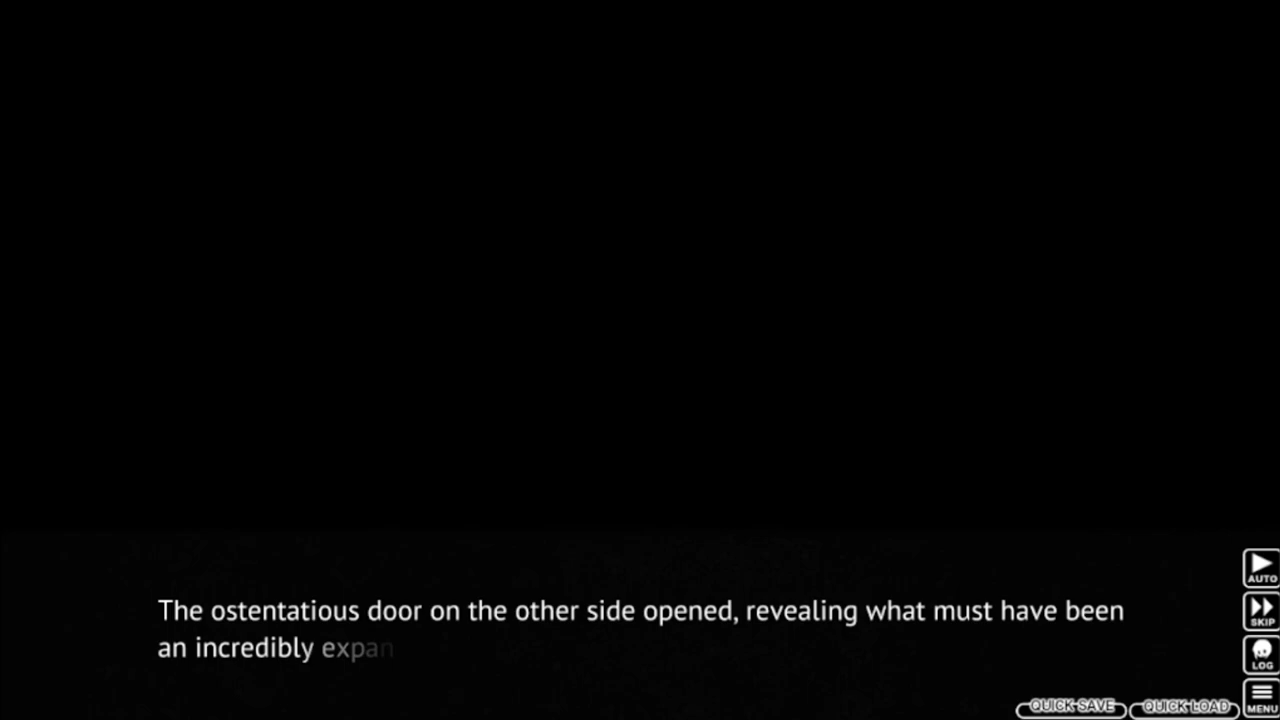 The ostentatious door on the other side opened, revealing what must have been
an incredibly expan
AUTO
SKIP
LOG
MENU
QUICK SAVE
QUICK LOAD